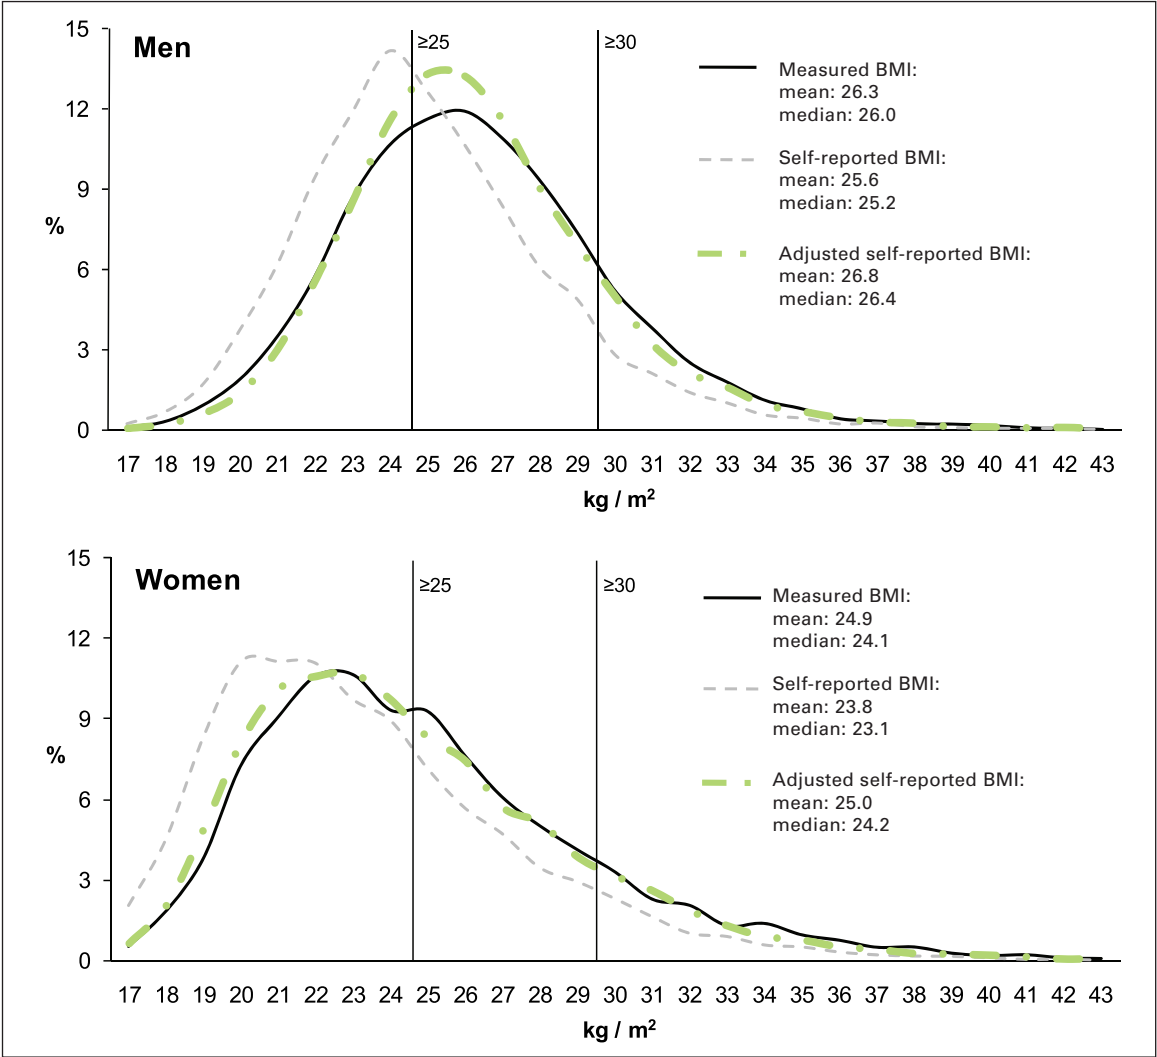 Men
15
12
9
6
3
0
%
≥25
≥30
Measured BMI:
mean: 26.3
median: 26.0
Self-reported BMI:
mean: 25.6
median: 25.2
Adjusted self-reported BMI:
mean: 26.8
median: 26.4
17 18 19 20 21 22 23 24 25 26 27 28 29 30 31 32 33 34 35 36 37 38 39 40 41 42 43
kg / m²
Women
15
12
9
6
3
0
%
≥25
≥30
Measured BMI:
mean: 24.9
median: 24.1
Self-reported BMI:
mean: 23.8
median: 23.1
Adjusted self-reported BMI:
mean: 25.0
median: 24.2
17 18 19 20 21 22 23 24 25 26 27 28 29 30 31 32 33 34 35 36 37 38 39 40 41 42 43
kg / m²